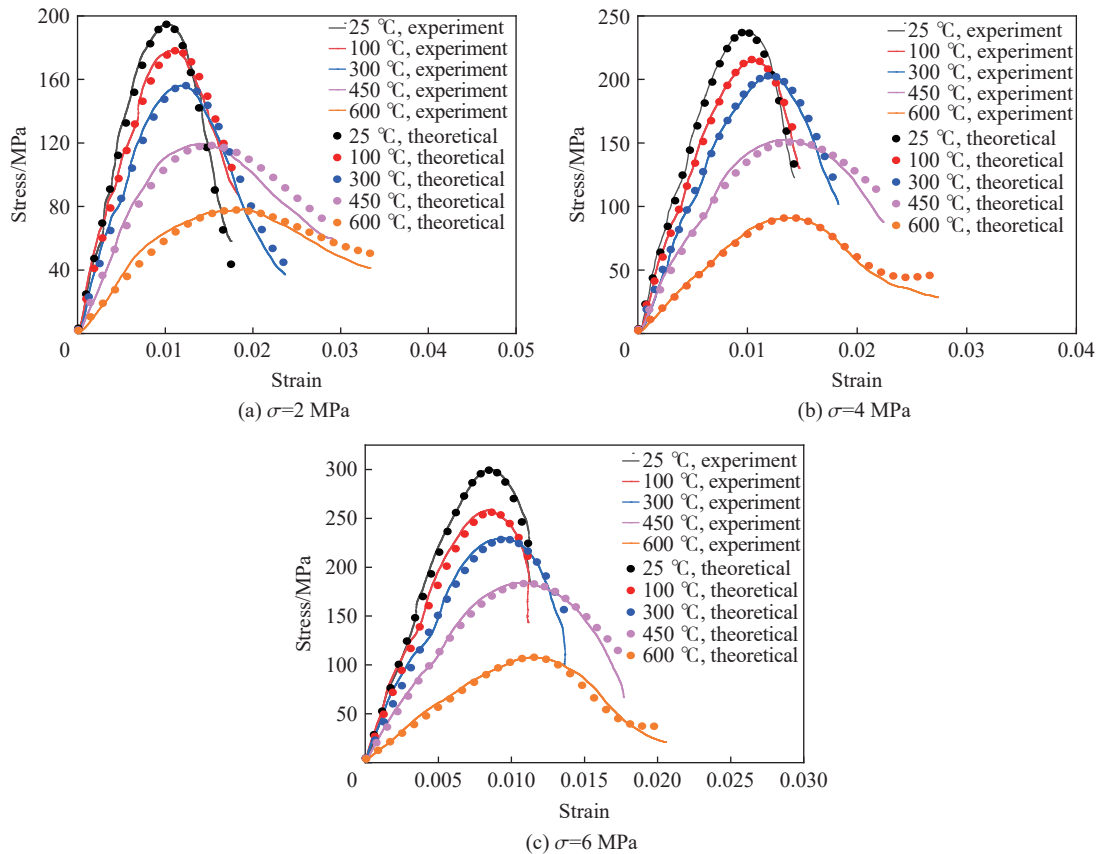 200
160
120
80
40
0
0.01
0.02
0.03
0.04
0.05
Stress/MPa
Strain
25 ℃, experiment
100 ℃, experiment
300 ℃, experiment
450 ℃, experiment
600 ℃, experiment
25 ℃, theoretical
100 ℃, theoretical
300 ℃, theoretical
450 ℃, theoretical
600 ℃, theoretical
(a) σ=2 MPa
250
200
150
100
50
0
0.01
0.02
0.03
0.04
Stress/MPa
Strain
25 ℃, experiment
100 ℃, experiment
300 ℃, experiment
450 ℃, experiment
600 ℃, experiment
25 ℃, theoretical
100 ℃, theoretical
300 ℃, theoretical
450 ℃, theoretical
600 ℃, theoretical
(b) σ=4 MPa
300
250
200
150
100
50
0
0.005
0.010
0.015
0.020
0.025
0.030
Stress/MPa
Strain
25 ℃, experiment
100 ℃, experiment
300 ℃, experiment
450 ℃, experiment
600 ℃, experiment
25 ℃, theoretical
100 ℃, theoretical
300 ℃, theoretical
450 ℃, theoretical
600 ℃, theoretical
(c) σ=6 MPa